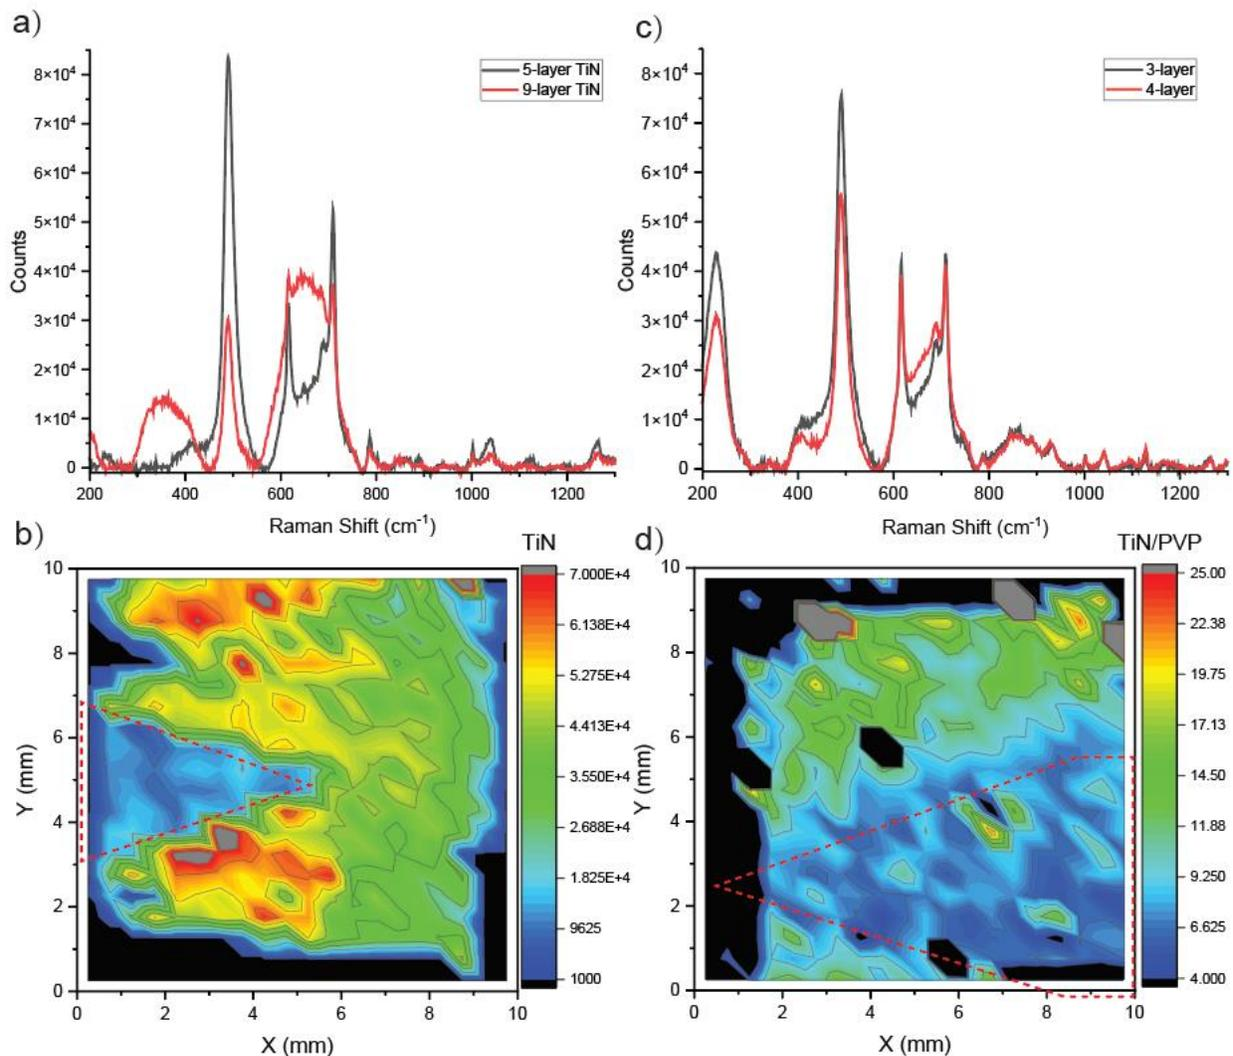 a)
5-layer TiN
9-layer TiN
8×10⁴
7×10⁴
6×10⁴
5×10⁴
4×10⁴
3×10⁴
2×10⁴
1×10⁴
0
Counts
200 400 600 800 1000 1200
Raman Shift (cm⁻¹)
c)
3-layer
4-layer
8×10⁴
7×10⁴
6×10⁴
5×10⁴
4×10⁴
3×10⁴
2×10⁴
1×10⁴
0
Counts
200 400 600 800 1000 1200
Raman Shift (cm⁻¹)
b)
TiN
10
8
6
4
2
0
Y (mm)
0 2 4 6 8 10
X (mm)
7.000E+4
6.138E+4
5.275E+4
4.413E+4
3.550E+4
2.688E+4
1.825E+4
9625
1000
d)
TiN/PVP
10
8
6
4
2
0
Y (mm)
0 2 4 6 8 10
X (mm)
25.00
22.38
19.75
17.13
14.50
11.88
9.250
6.625
4.000